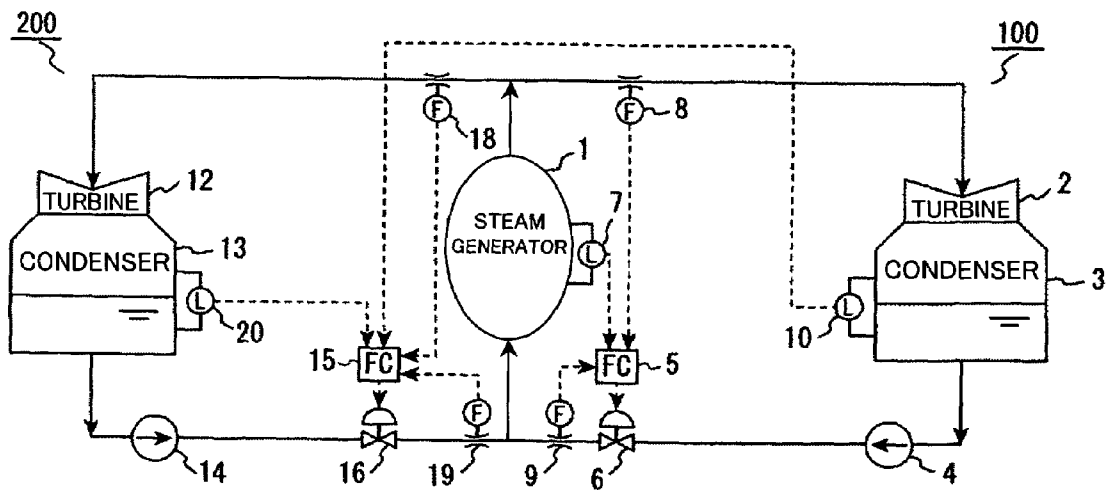 200
100
F
18
F
8
1
STEAM
GENERATOR
7
L
TURBINE
12
CONDENSER
13
L
20
TURBINE
2
CONDENSER
3
L
10
15
FC
FC
5
F
F
14
16
19
9
6
4